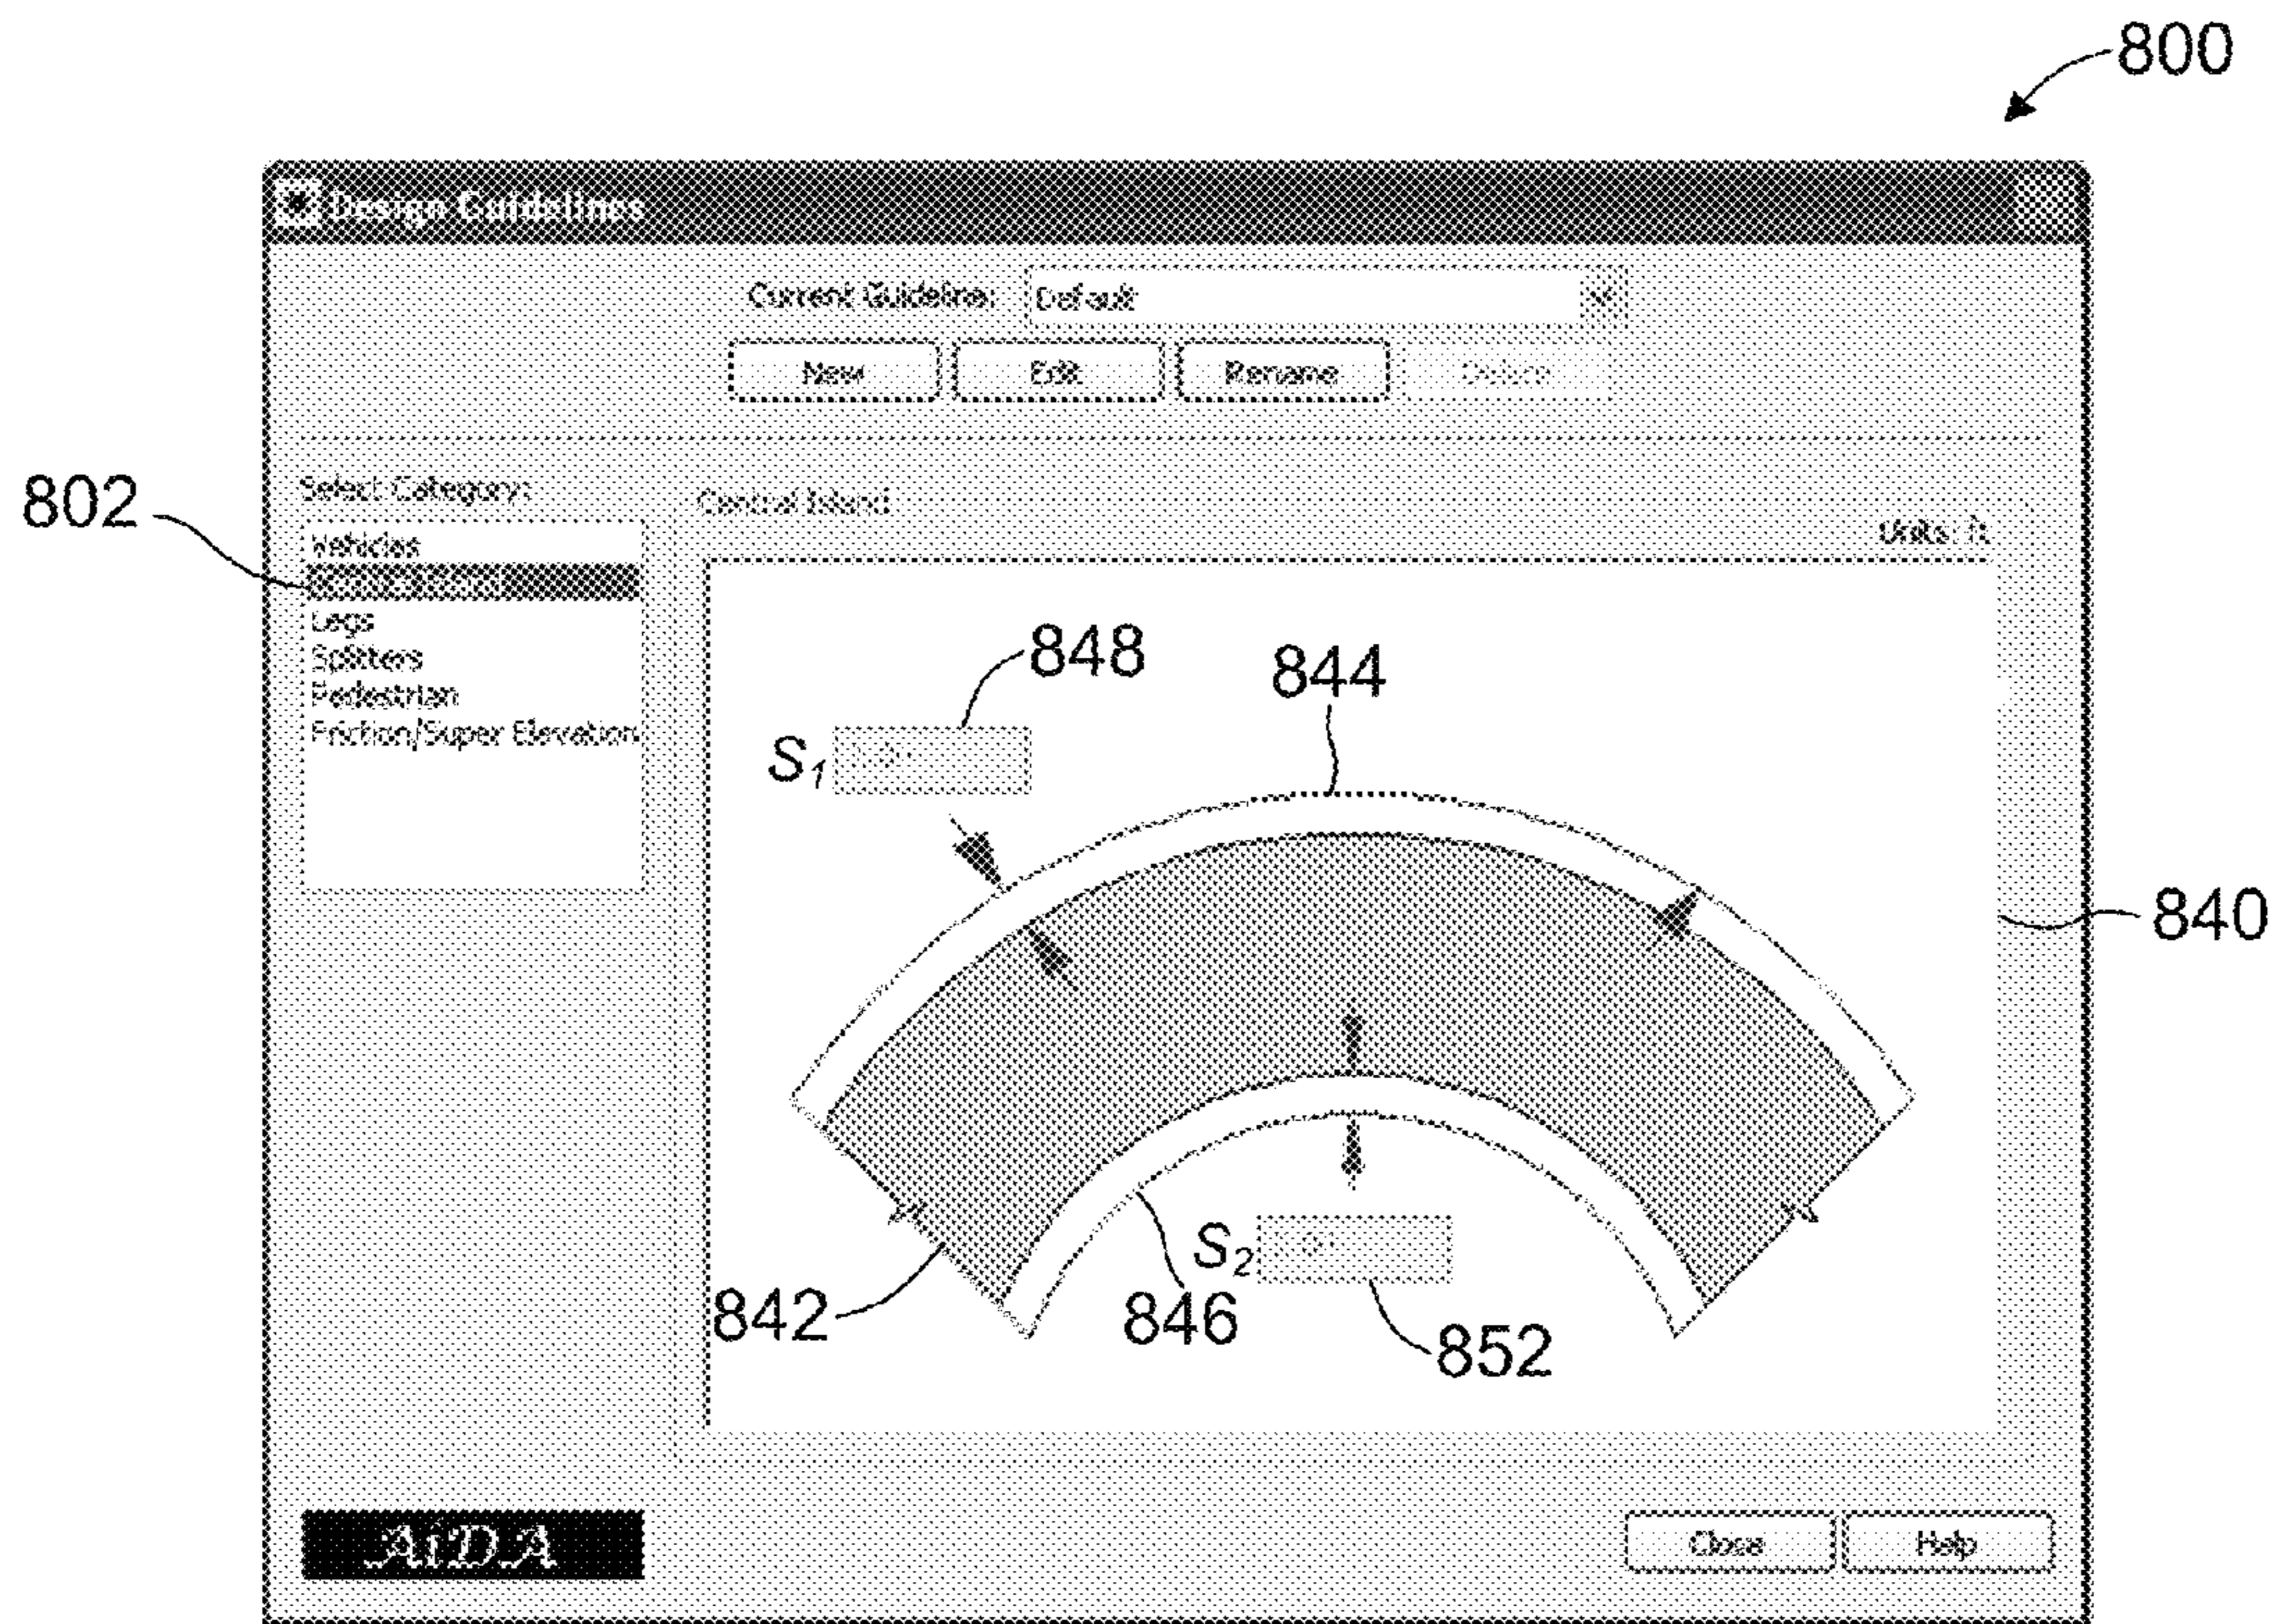 800
Design Guidelines
Current Guideline: Default
New Edit Rename Delete
802
Select Category:
Central Island
Units: ft
Vehicles
Legs
Splitters
Pedestrian
Friction/Super Elevation
848
844
S1
840
S2
842
846
852
AiDA
Close Help